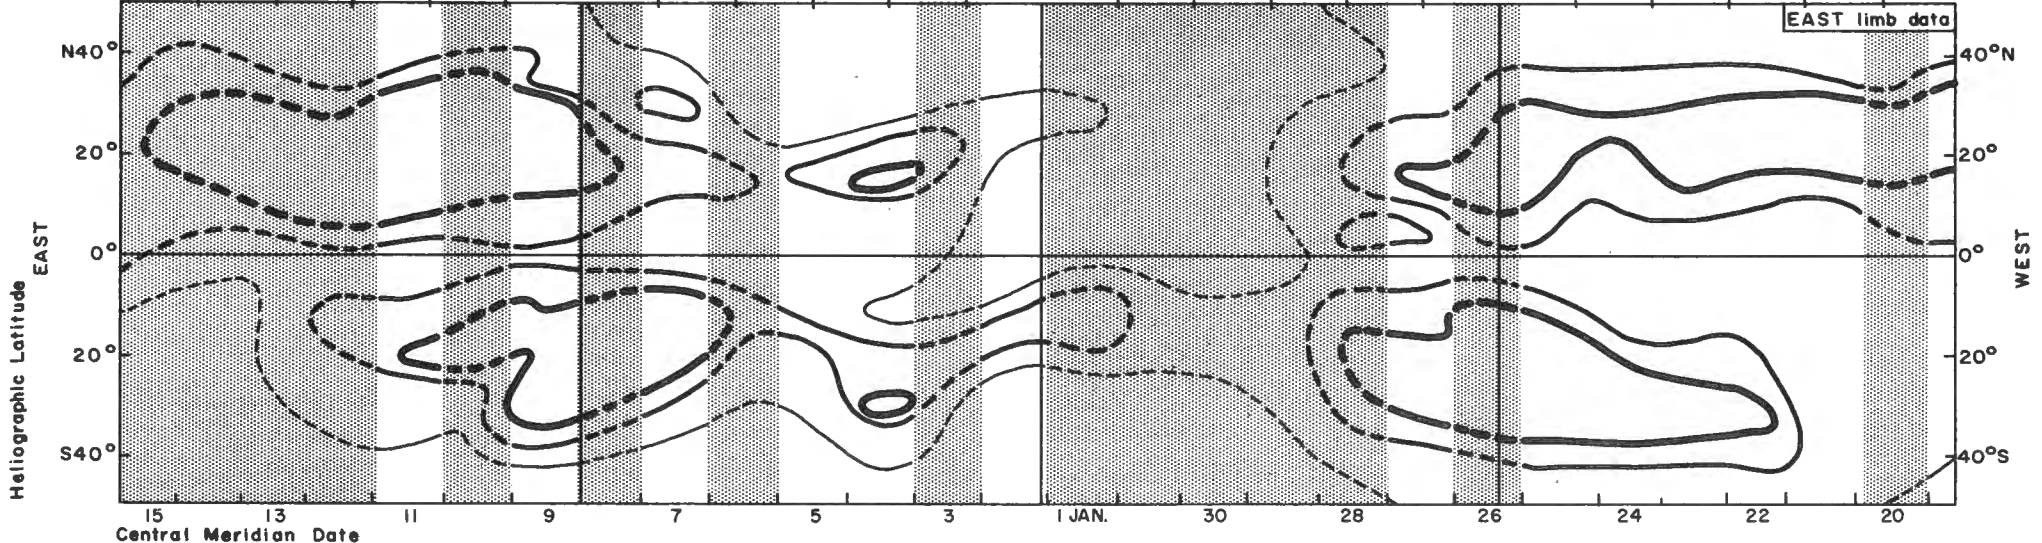 EAST limb data
N40°
40°N
20°
20°
0°
0°
EAST
WEST
20°
20°
S40°
40°S
Heliographic Latitude
15 13 11 9 7 5 3 1 JAN. 30 28 26 24 22 20
Central Meridian Date